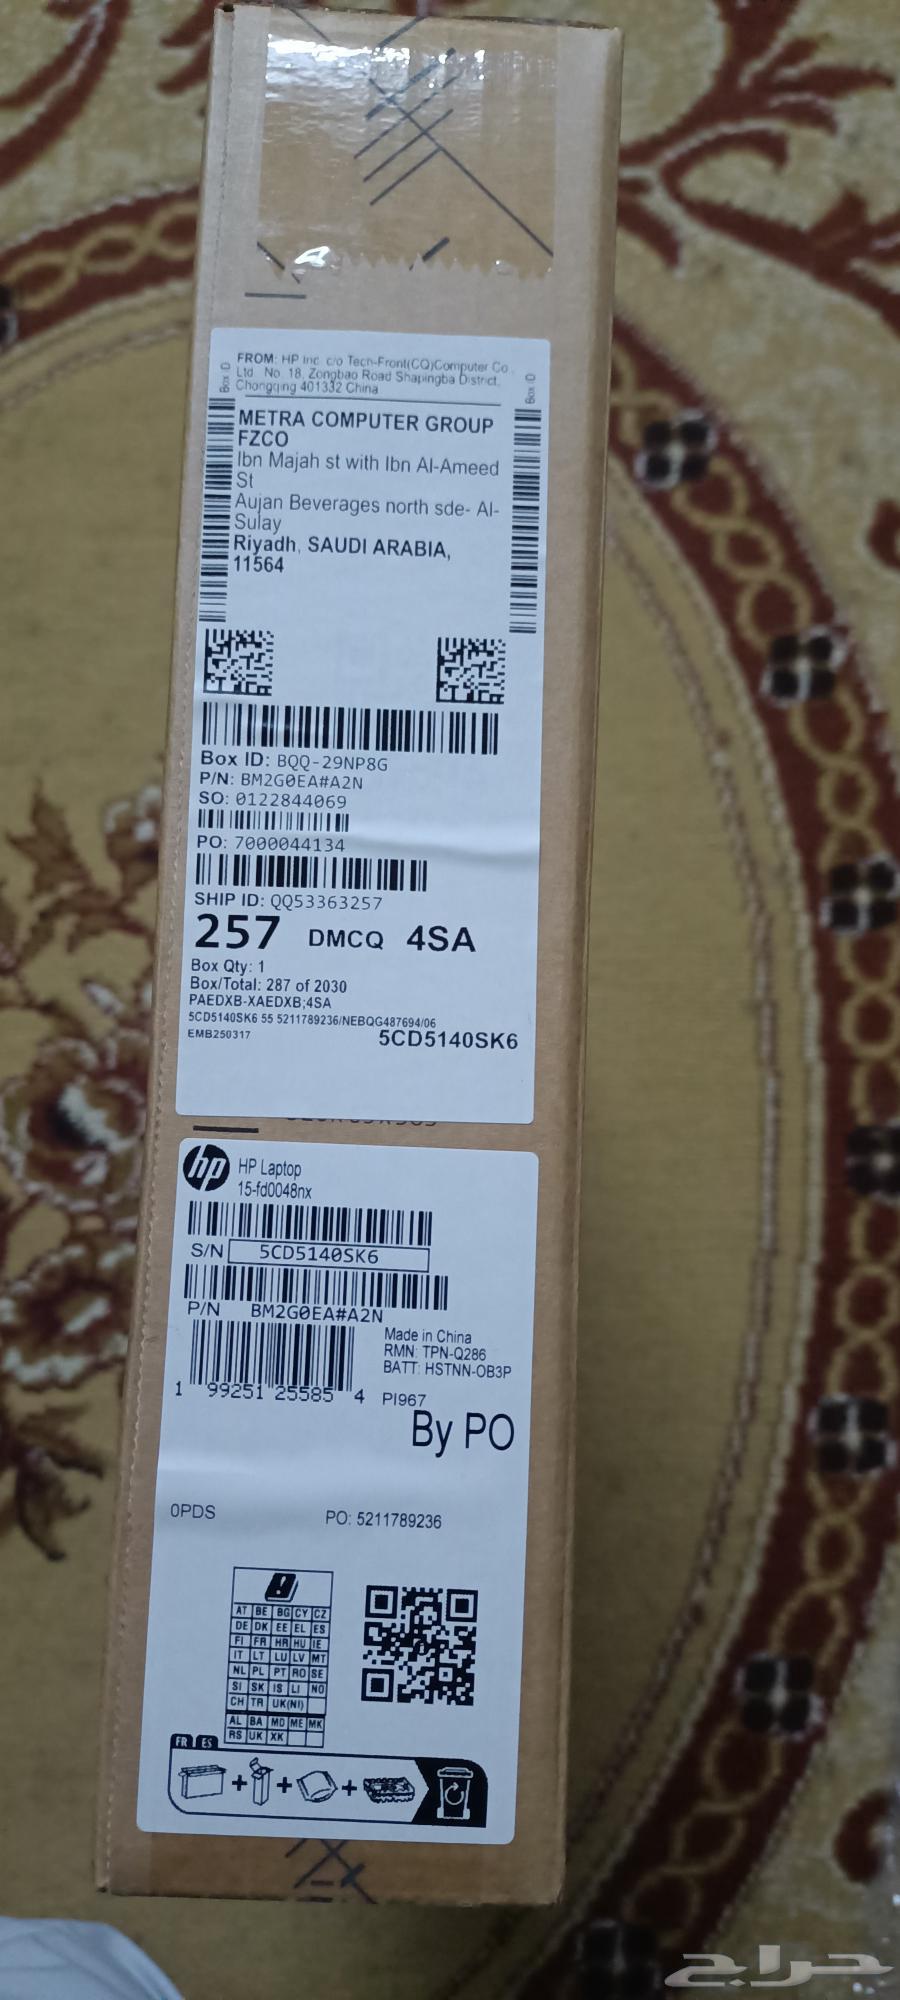 FROM: HP Inc. c/o Tech-Front(CQ)Computer Co.,
Ltd. No. 18, Zongbao Road Shapingba District,
Chongqing 401332 China
Box ID
Box ID
METRA COMPUTER GROUP
FZCO
Ibn Majah st with Ibn Al-Ameed
St
Aujan Beverages north sde- Al-
Sulay
Riyadh, SAUDI ARABIA,
11564
Box ID: BQQ-29NP8G
P/N: BM2G0EA#A2N
SO: 0122844069
PO: 7000044134
SHIP ID: QQ53363257
257 DMCQ 4SA
Box Qty: 1
Box/Total: 287 of 2030
PAEDXB-XAEDXB;4SA
5CD5140SK6 55 5211789236/NEBQG487694/06
EMB250317 5CD5140SK6
hp HP Laptop
15-fd0048nx
S/N 5CD5140SK6
P/N BM2G0EA#A2N
Made in China
RMN: TPN-Q286
BATT: HSTNN-OB3P
1 99251 25585 4 PI967
By PO
0PDS PO: 5211789236
AT BE BG CY CZ
DE DK EE EL ES
FI FR HR HU IE
IT LT LU LV MT
NL PL PT RO SE
SI SK IS LI NO
CH TR UK(NI)
AL BA MD ME MK
RS UK XK
FR ES
حراج